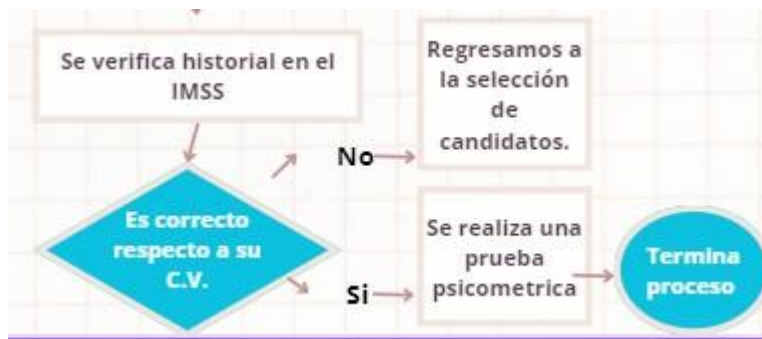 Se verifica historial en el
IMSS
Regresamos a
la selección
de
candidatos.
No
Es correcto
respecto a su
C.V.
Si
Se realiza una
prueba
psicometrica
Termina
proceso